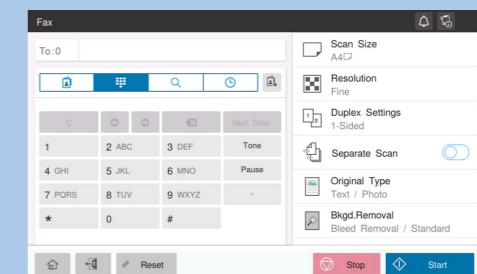 Fax
To:0
C
Next Dest.
1
2 ABC
3 DEF
Tone
4 GHI
5 JKL
6 MNO
Pause
7 PQRS
8 TUV
9 WXYZ
-
*
0
#
Scan Size
A4
Resolution
Fine
1 2
Duplex Settings
1-Sided
Separate Scan
Original Type
Text / Photo
Bkgd.Removal
Bleed Removal / Standard
Reset
Stop
Start